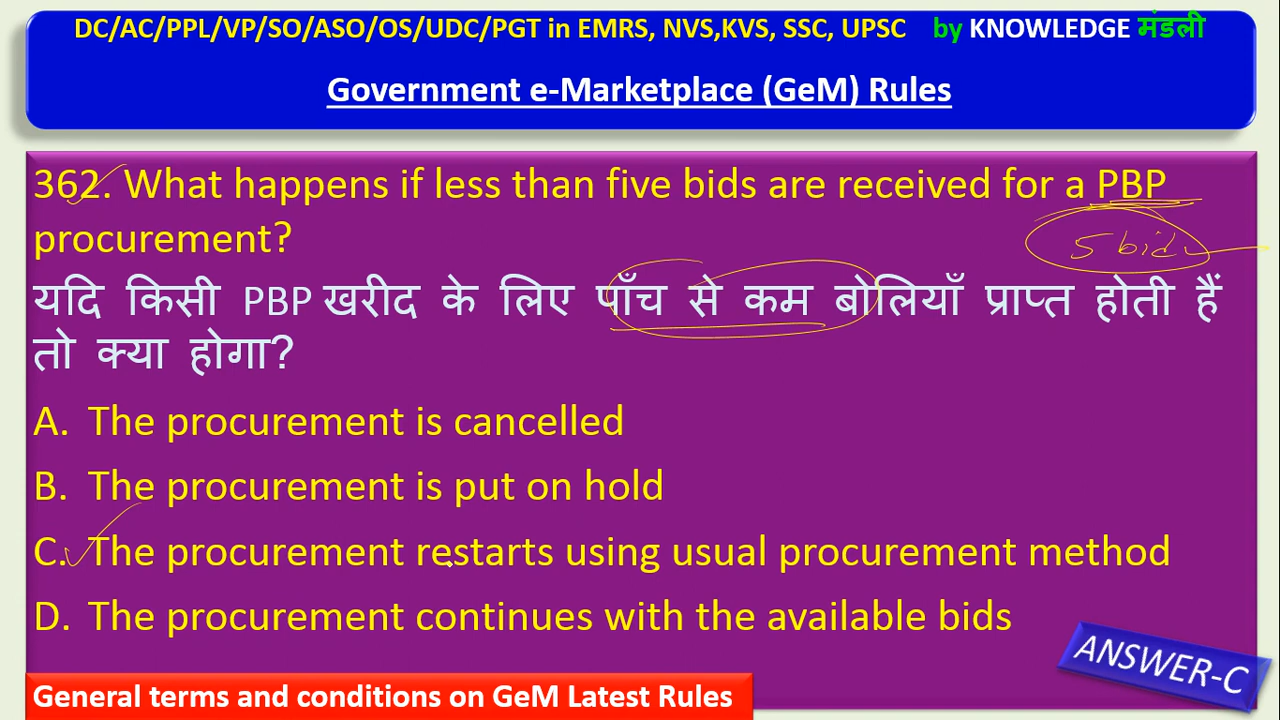 DC/AC/PPL/VP/SO/ASO/OS/UDC/PGT in EMRS, NVS,KVS, SSC, UPSC by KNOWLEDGE मंडली
Government e-Marketplace (GeM) Rules
362. What happens if less than five bids are received for a PBP
procurement?
5 bids
यदि किसी PBP खरीद के लिए पाँच से कम बोलियाँ प्राप्त होती हैं
तो क्या होगा?
A. The procurement is cancelled
B. The procurement is put on hold
C. The procurement restarts using usual procurement method
D. The procurement continues with the available bids
ANSWER-C
General terms and conditions on GeM Latest Rules